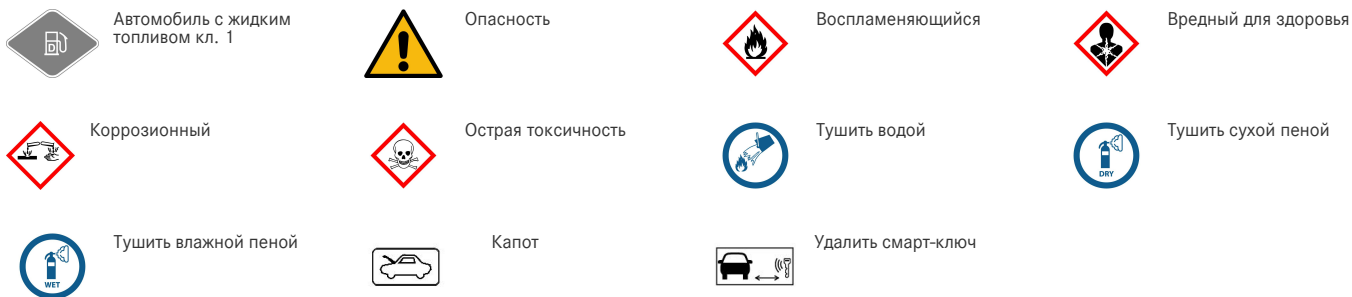 Автомобиль с жидким
топливом кл. 1
D
Опасность
Воспламеняющийся
Вредный для здоровья
Коррозионный
Острая токсичность
Тушить водой
Тушить сухой пеной
DRY
Тушить влажной пеной
WET
Капот
Удалить смарт-ключ